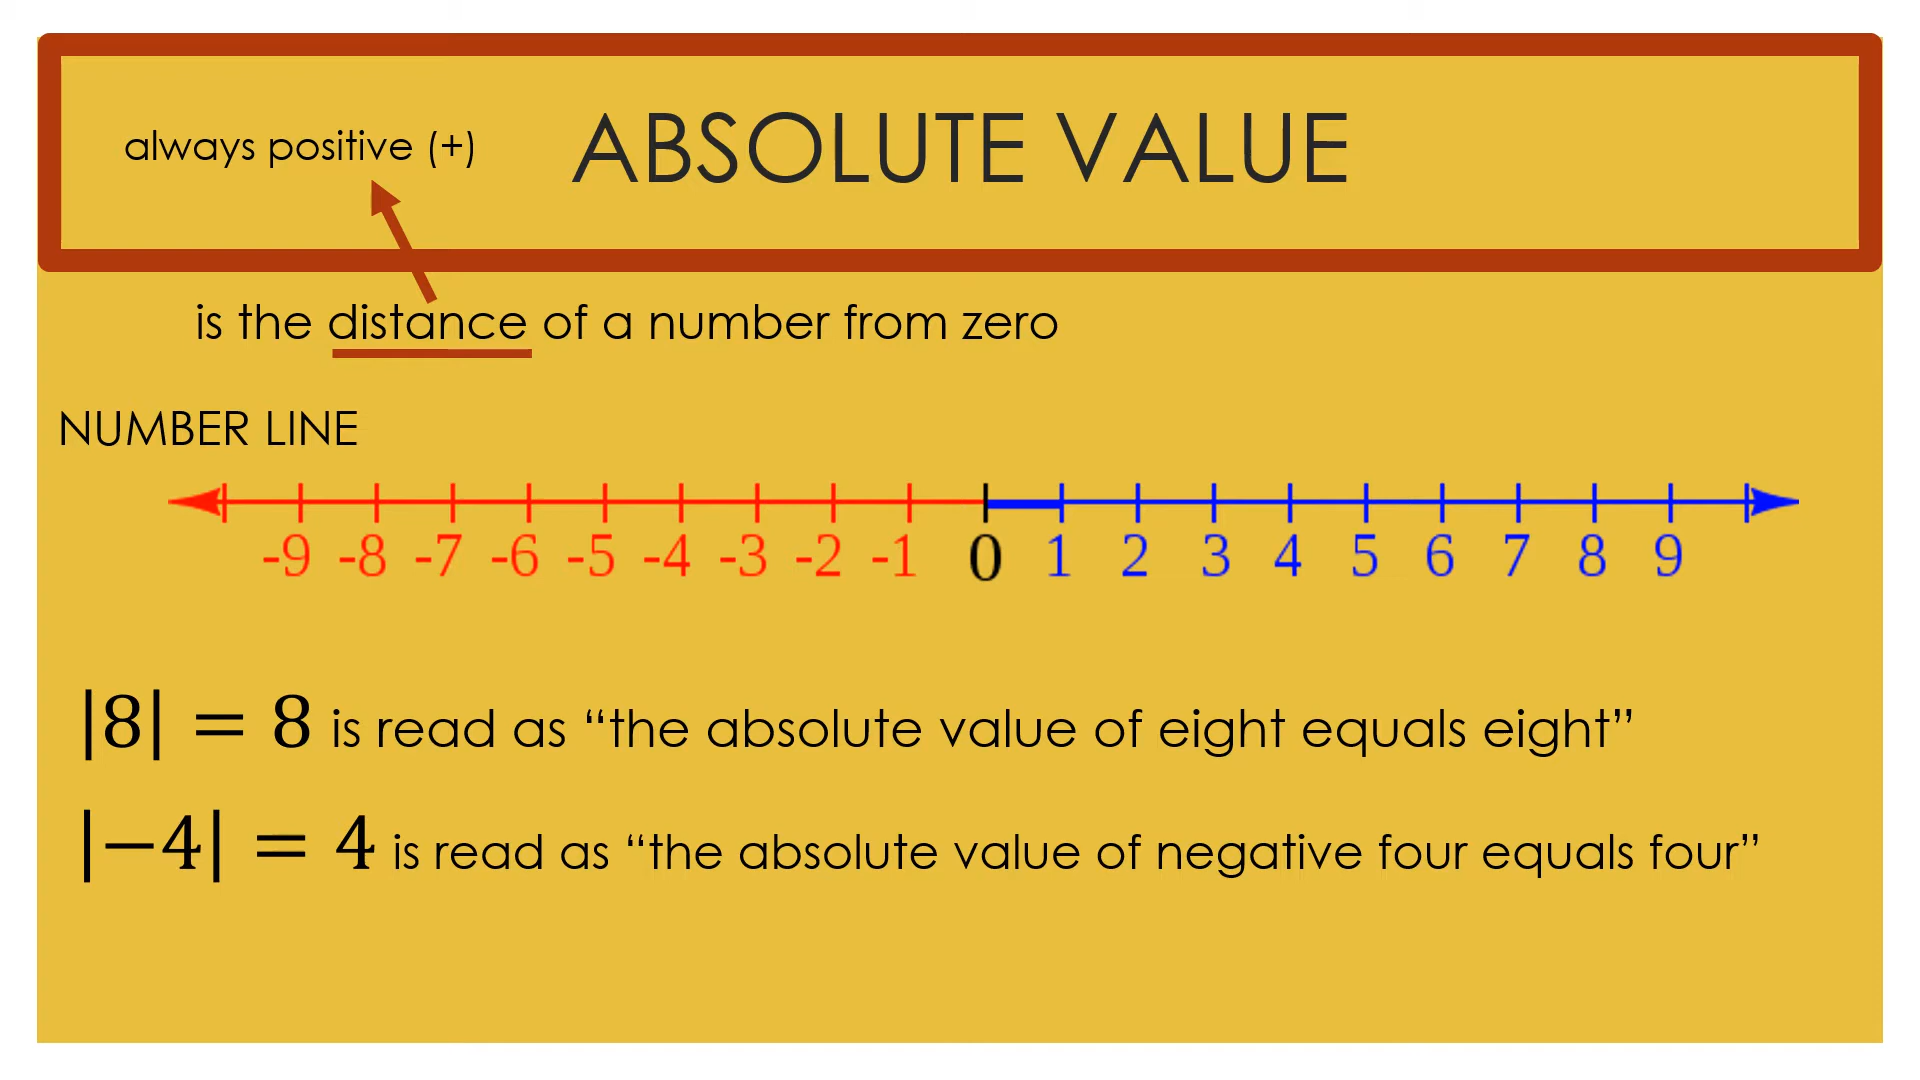 always positive (+)
ABSOLUTE VALUE
is the distance of a number from zero
NUMBER LINE
-9 -8 -7 -6 -5 -4 -3 -2 -1 0 1 2 3 4 5 6 7 8 9
|8| = 8 is read as “the absolute value of eight equals eight”
|−4| = 4 is read as “the absolute value of negative four equals four”